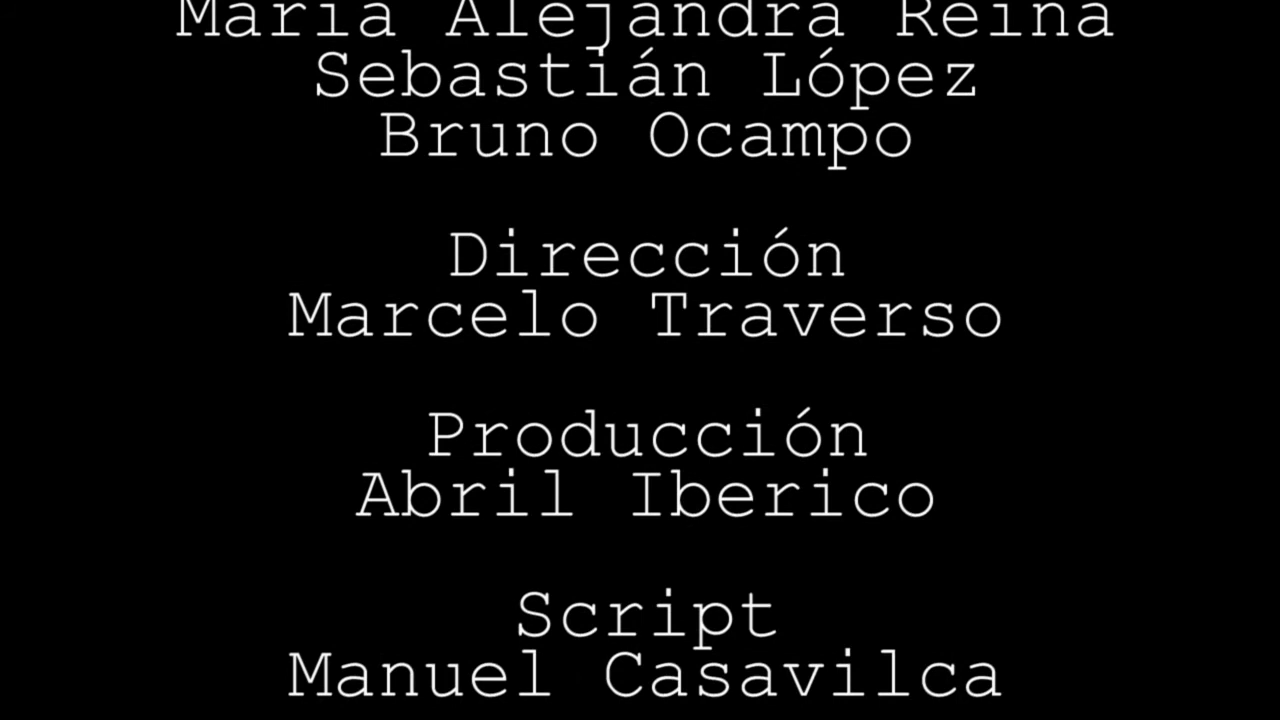 María Alejandra Reina
Sebastián López
Bruno Ocampo
Dirección
Marcelo Traverso
Producción
Abril Iberico
Script
Manuel Casavilca